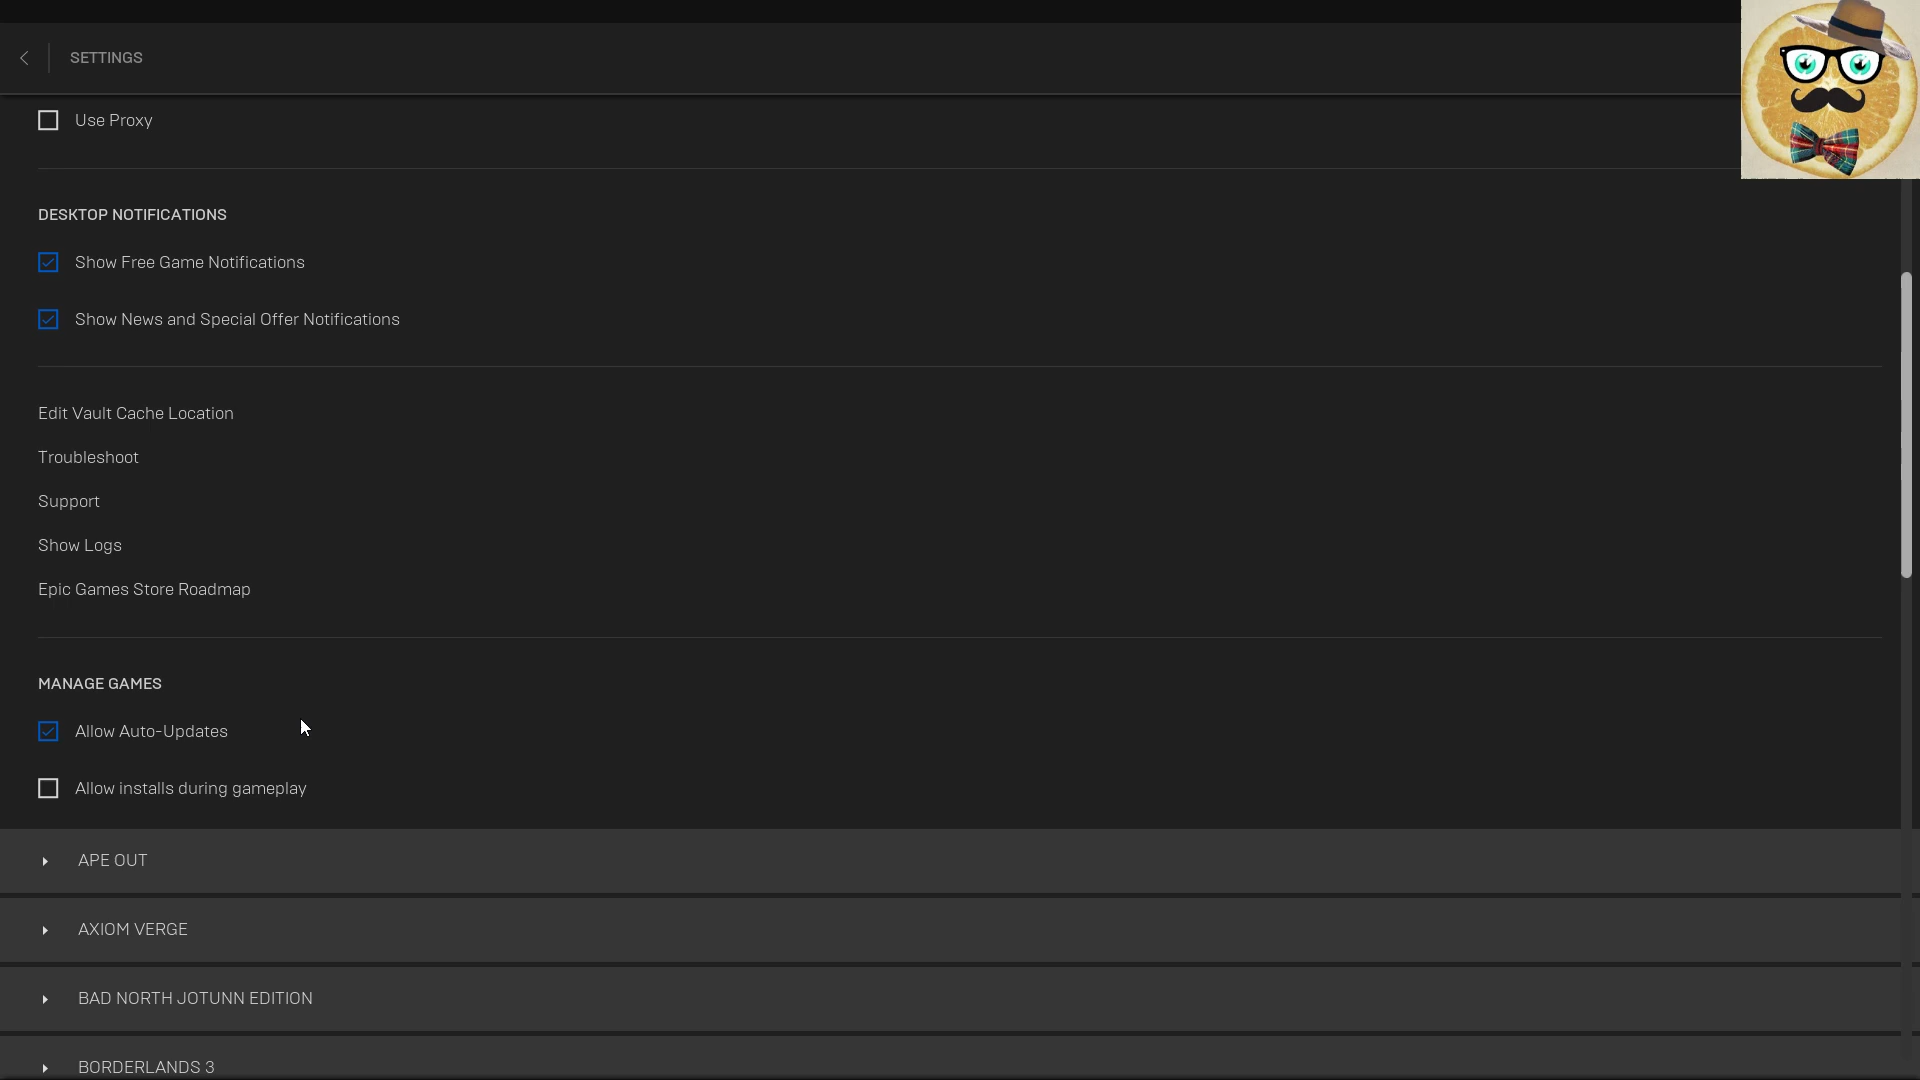 SETTINGS
Use Proxy
DESKTOP NOTIFICATIONS
Show Free Game Notifications
Show News and Special Offer Notifications
Edit Vault Cache Location
Troubleshoot
Support
Show Logs
Epic Games Store Roadmap
MANAGE GAMES
Allow Auto-Updates
Allow installs during gameplay
APE OUT
AXIOM VERGE
BAD NORTH JOTUNN EDITION
BORDERLANDS 3